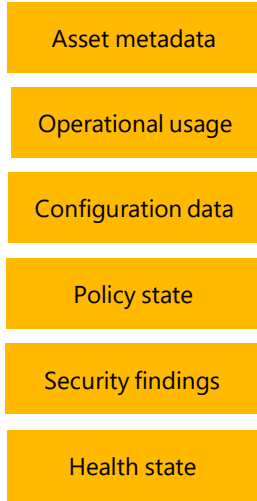 Asset metadata
Operational usage
Configuration data
Policy state
Security findings
Health state